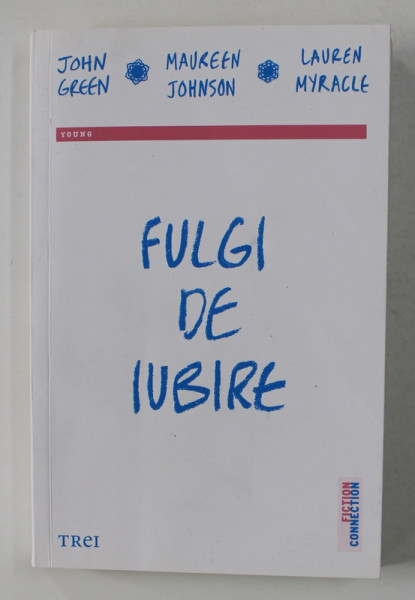 JOHN GREEN
MAUREEN JOHNSON
LAUREN MYRACLE
YOUNG
FULGI
DE
IUBIRE
FICTION
CONNECTION
TREI